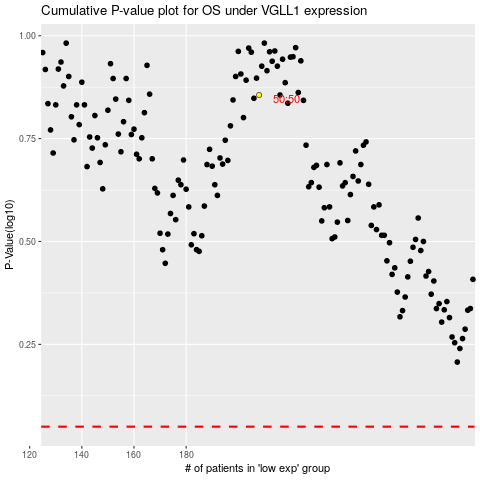 Cumulative P-value plot for OS under VGLL1 expression
1.00
0.75
0.50
0.25
P-Value(log10)
50:50
120 140 160 180
# of patients in 'low exp' group